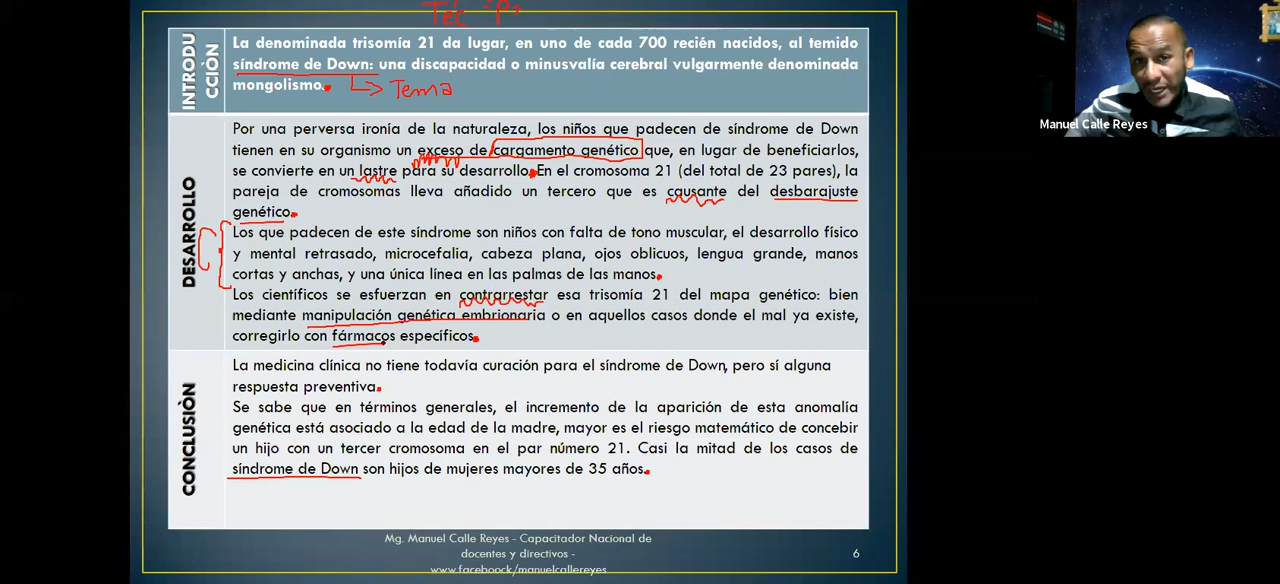 Téc
INTRODU
CCIÓN
La denominada trisomía 21 da lugar, en uno de cada 700 recién nacidos, al temido
síndrome de Down: una discapacidad o minusvalía cerebral vulgarmente denominada
mongolismo.
Tema
DESARROLLO
Por una perversa ironía de la naturaleza, los niños que padecen de síndrome de Down
tienen en su organismo un exceso de cargamento genético que, en lugar de beneficiarlos,
se convierte en un lastre para su desarrollo. En el cromosoma 21 (del total de 23 pares), la
pareja de cromosomas lleva añadido un tercero que es causante del desbarajuste
genético.
Los que padecen de este síndrome son niños con falta de tono muscular, el desarrollo físico
y mental retrasado, microcefalia, cabeza plana, ojos oblicuos, lengua grande, manos
cortas y anchas, y una única línea en las palmas de las manos.
Los científicos se esfuerzan en contrarrestar esa trisomía 21 del mapa genético: bien
mediante manipulación genética embrionaria o en aquellos casos donde el mal ya existe,
corregirlo con fármacos específicos.
CONCLUSIÒN
La medicina clínica no tiene todavía curación para el síndrome de Down, pero sí alguna
respuesta preventiva.
Se sabe que en términos generales, el incremento de la aparición de esta anomalía
genética está asociado a la edad de la madre, mayor es el riesgo matemático de concebir
un hijo con un tercer cromosoma en el par número 21. Casi la mitad de los casos de
síndrome de Down son hijos de mujeres mayores de 35 años.
Mg. Manuel Calle Reyes - Capacitador Nacional de
docentes y directivos -
www.faceboock/manuelcallereyes
6
Manuel Calle Reyes